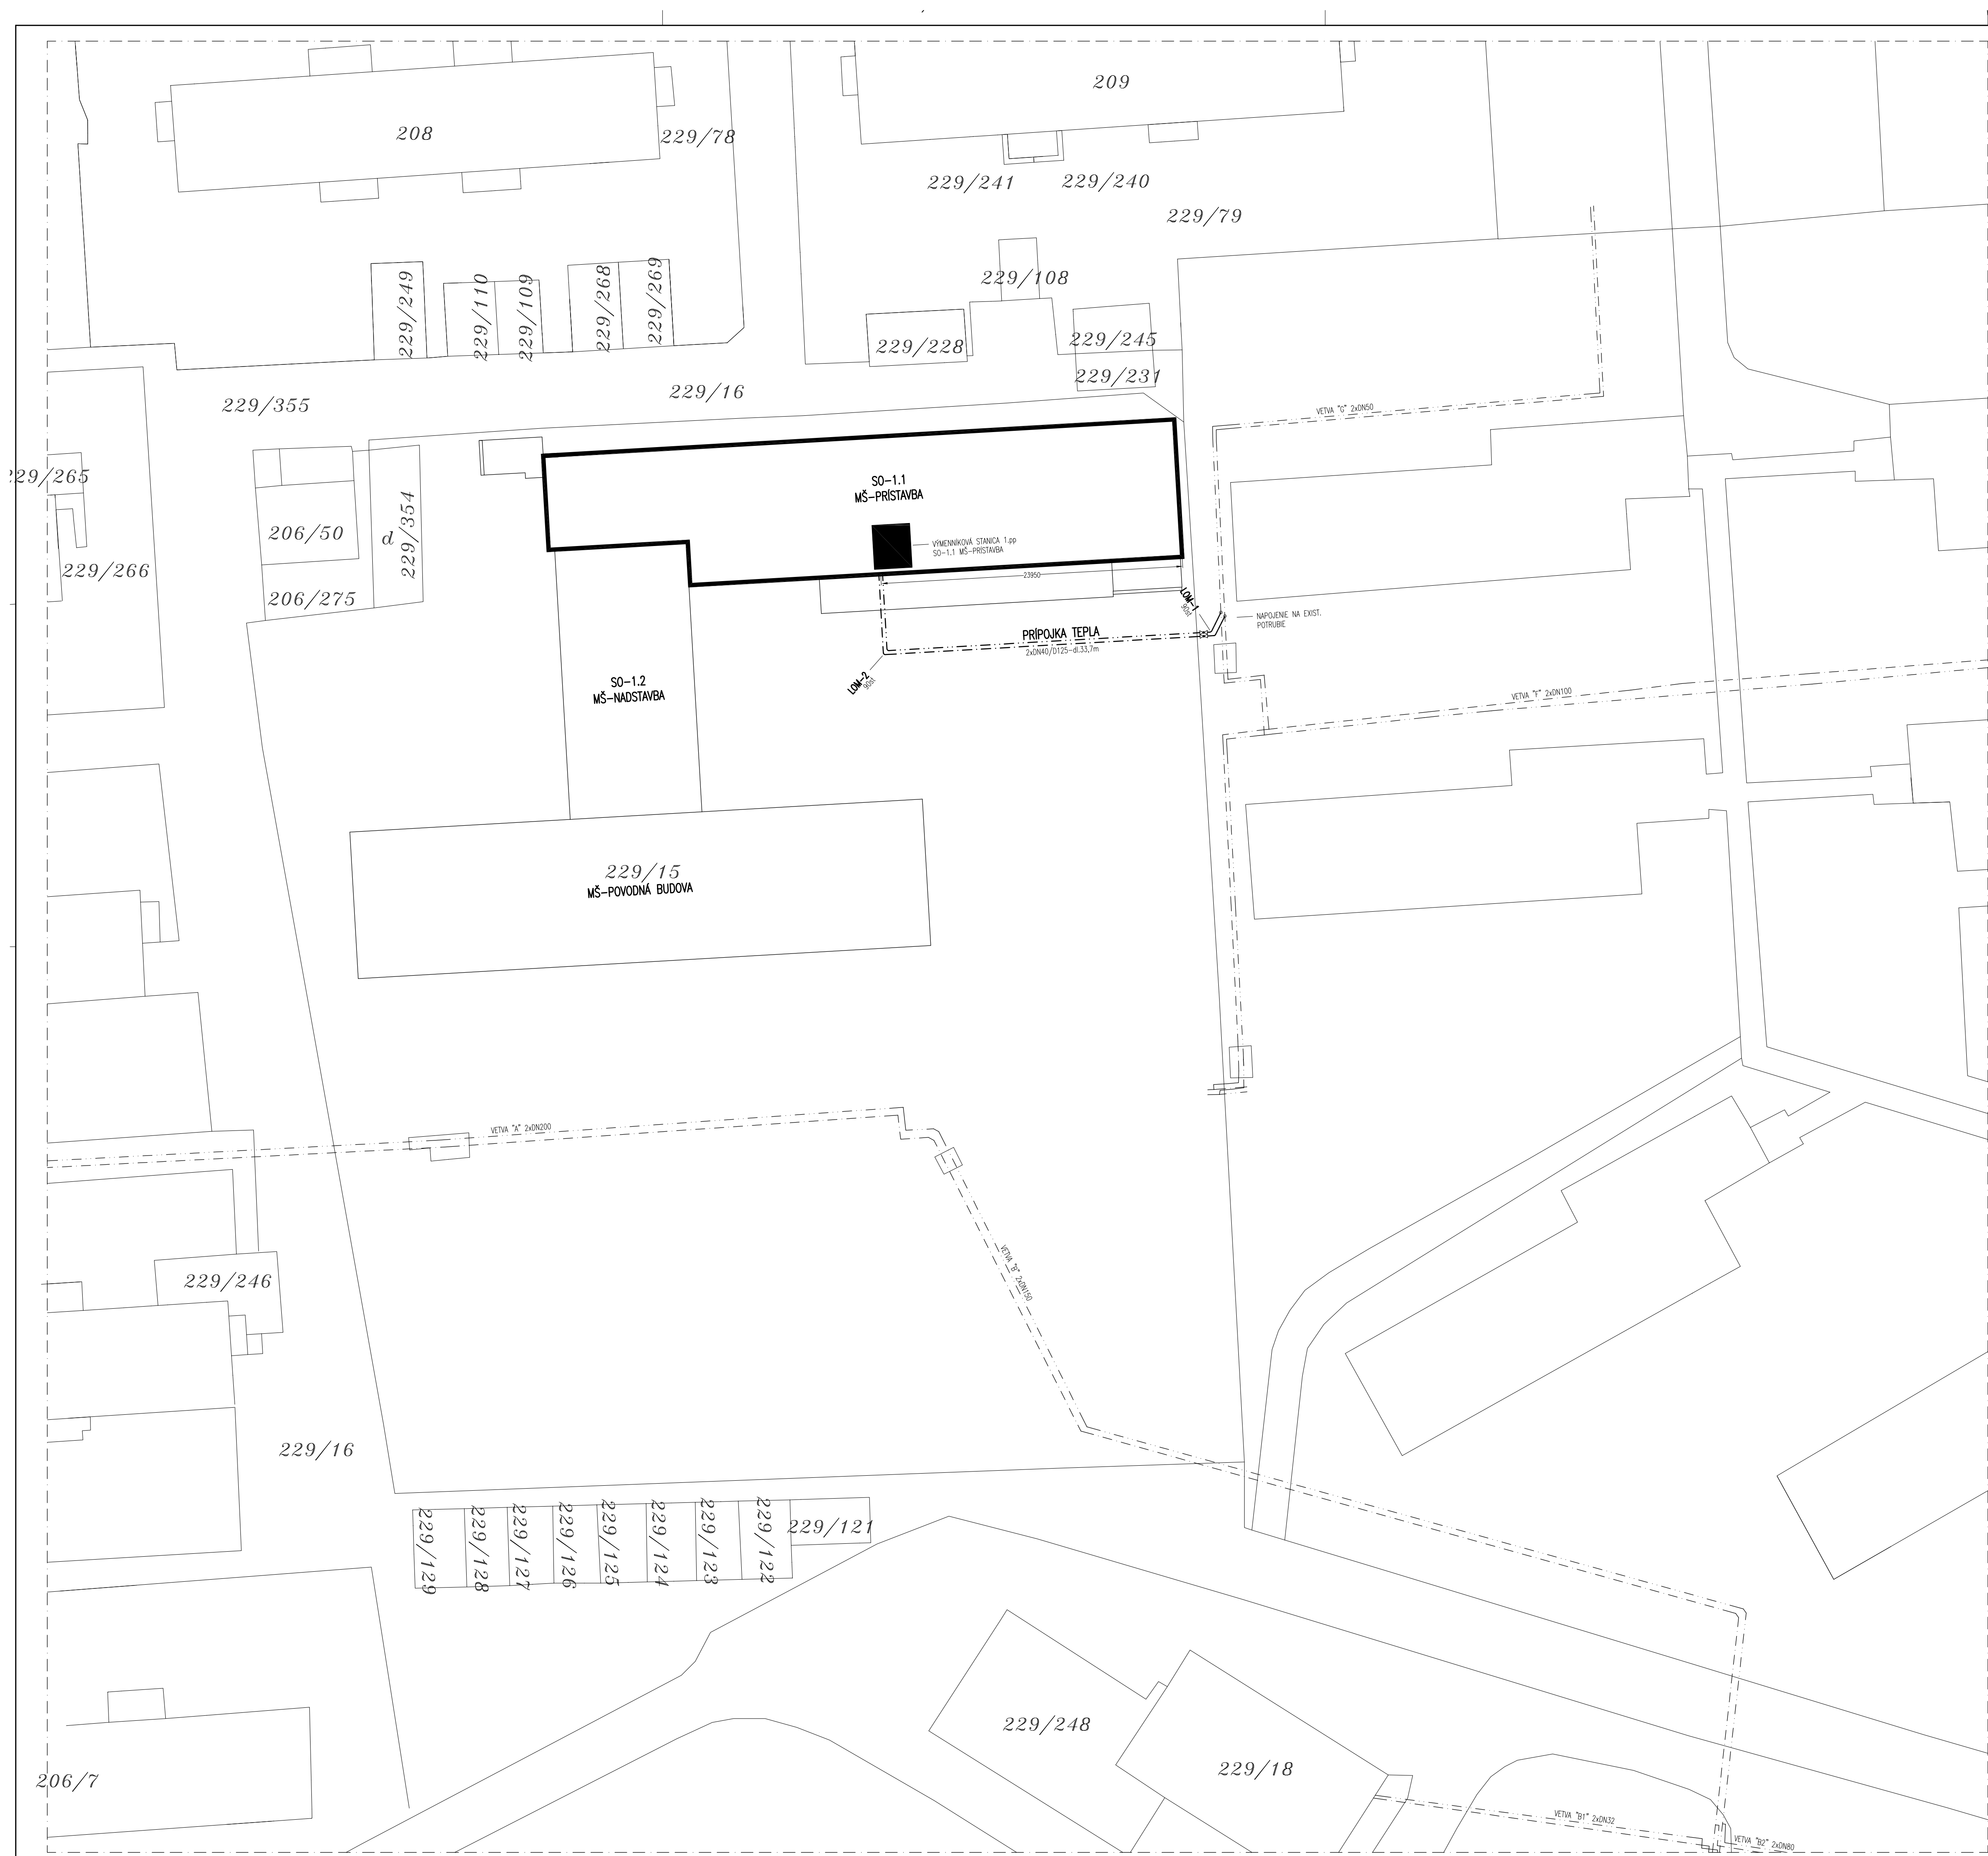 209
208
229/78
229/241
229/240
229/79
229/249
229/110
229/109
229/268
229/269
229/108
229/228
229/245
229/231
229/16
229/355
VETVA "G" 2xDN50
229/265
206/50
d
229/354
229/266
206/275
SO-1.1
MŠ-PRÍSTAVBA
VÝMENNÍKOVÁ STANICA 1.pp
SO-1.1 MŠ-PRÍSTAVBA
23950
LOM-1
90st
NAPOJENIE NA EXIST.
POTRUBIE
PRÍPOJKA TEPLA
2xDN40/D125-dl.33,7m
LOM-2
90st
SO-1.2
MŠ-NADSTAVBA
VETVA "F" 2xDN100
229/15
MŠ-POVODNÁ BUDOVA
VETVA "A" 2xDN200
VETVA "B" 2xDN150
229/246
229/16
229/129
229/128
229/127
229/126
229/125
229/124
229/123
229/122
229/121
229/248
229/18
206/7
VETVA "B1" 2xDN32
VETVA "B2" 2xDN80